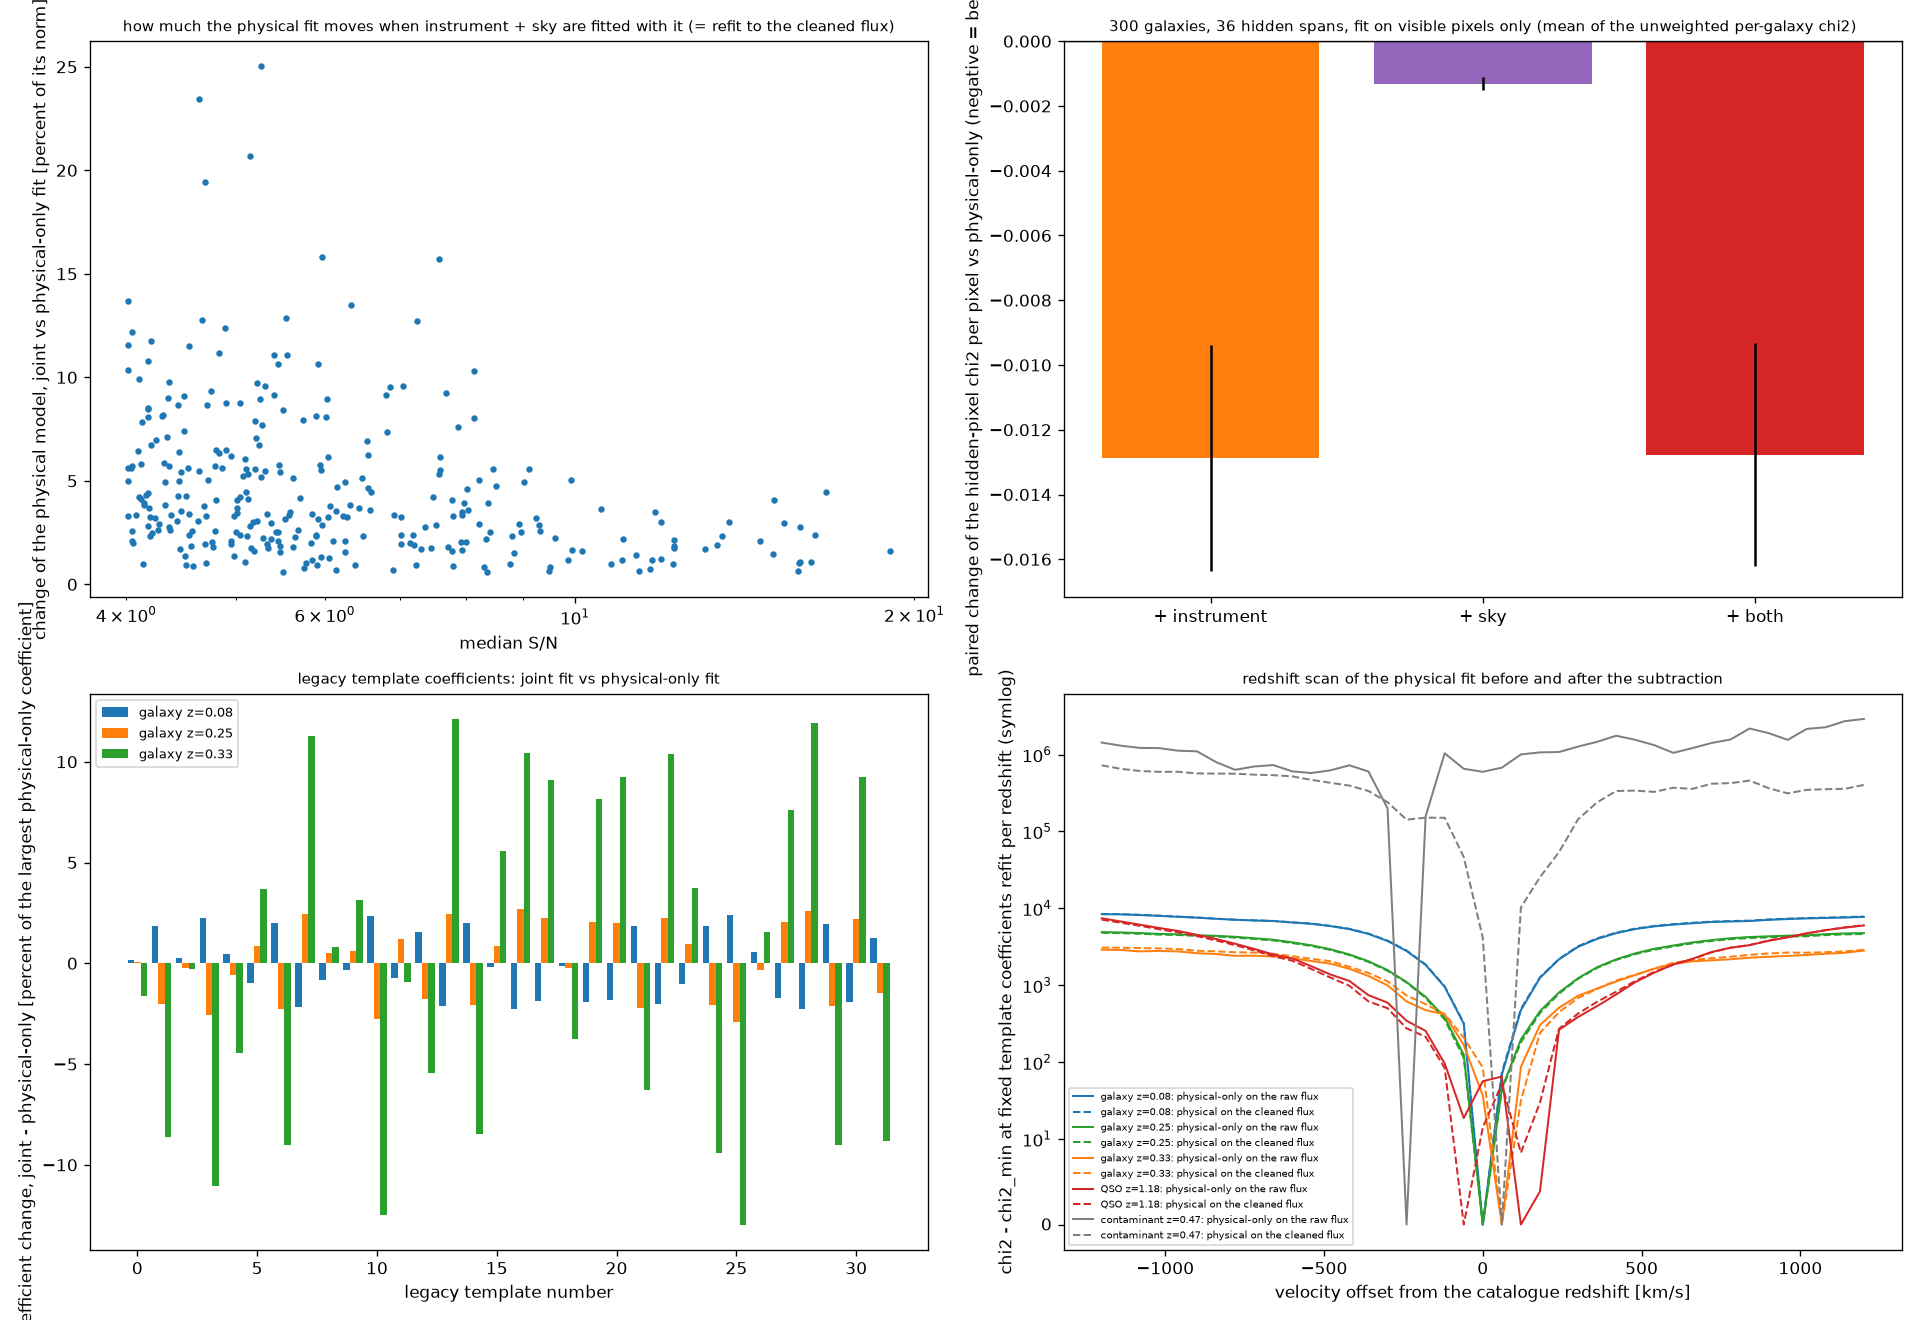 how much the physical fit moves when instrument + sky are fitted with it (= refit to the cleaned flux)
change of the physical model, joint vs physical-only fit [percent of its norm]
25
20
15
10
5
0
4 × 10⁰
6 × 10⁰
10¹
2 × 10¹
median S/N
300 galaxies, 36 hidden spans, fit on visible pixels only (mean of the unweighted per-galaxy chi2)
paired change of the hidden-pixel chi2 per pixel vs physical-only (negative = be
0.000
−0.002
−0.004
−0.006
−0.008
−0.010
−0.012
−0.014
−0.016
+ instrument
+ sky
+ both
legacy template coefficients: joint fit vs physical-only fit
efficient change, joint - physical-only [percent of the largest physical-only coefficient]
galaxy z=0.08
galaxy z=0.25
galaxy z=0.33
10
5
0
−5
−10
0
5
10
15
20
25
30
legacy template number
redshift scan of the physical fit before and after the subtraction
chi2 - chi2_min at fixed template coefficients refit per redshift (symlog)
10⁶
10⁵
10⁴
10³
10²
10¹
0
galaxy z=0.08: physical-only on the raw flux
galaxy z=0.08: physical on the cleaned flux
galaxy z=0.25: physical-only on the raw flux
galaxy z=0.25: physical on the cleaned flux
galaxy z=0.33: physical-only on the raw flux
galaxy z=0.33: physical on the cleaned flux
QSO z=1.18: physical-only on the raw flux
QSO z=1.18: physical on the cleaned flux
contaminant z=0.47: physical-only on the raw flux
contaminant z=0.47: physical on the cleaned flux
−1000
−500
0
500
1000
velocity offset from the catalogue redshift [km/s]